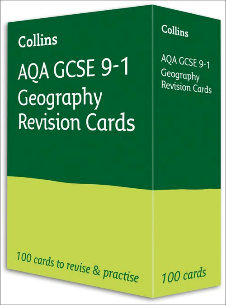 Collins
AQA GCSE 9-1
Geography
Revision Cards
100 cards to revise & practise
Collins
AQA GCSE 9-1
Geography
Revision Cards
100 cards